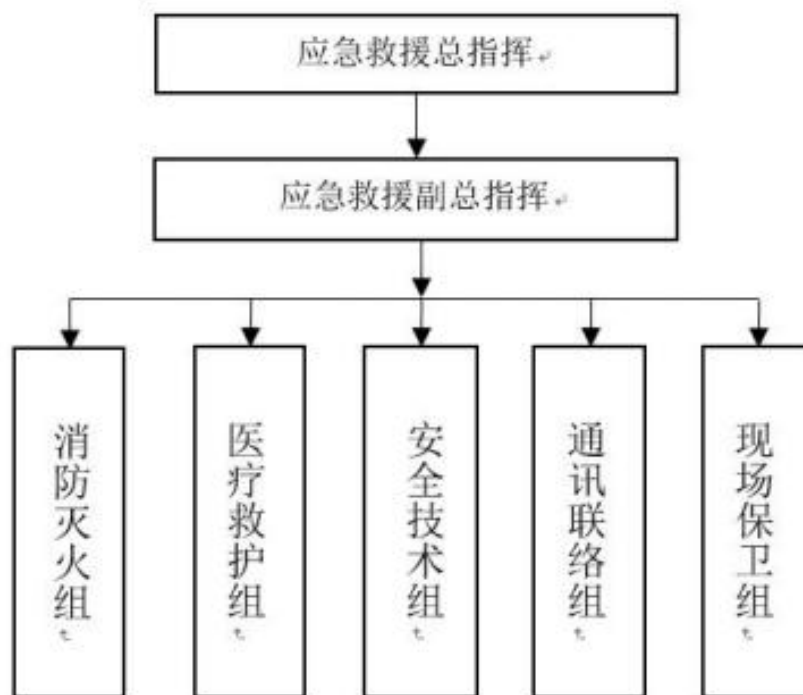 应急救援总指挥
应急救援副总指挥
消防灭火组
医疗救护组
安全技术组
通讯联络组
现场保卫组